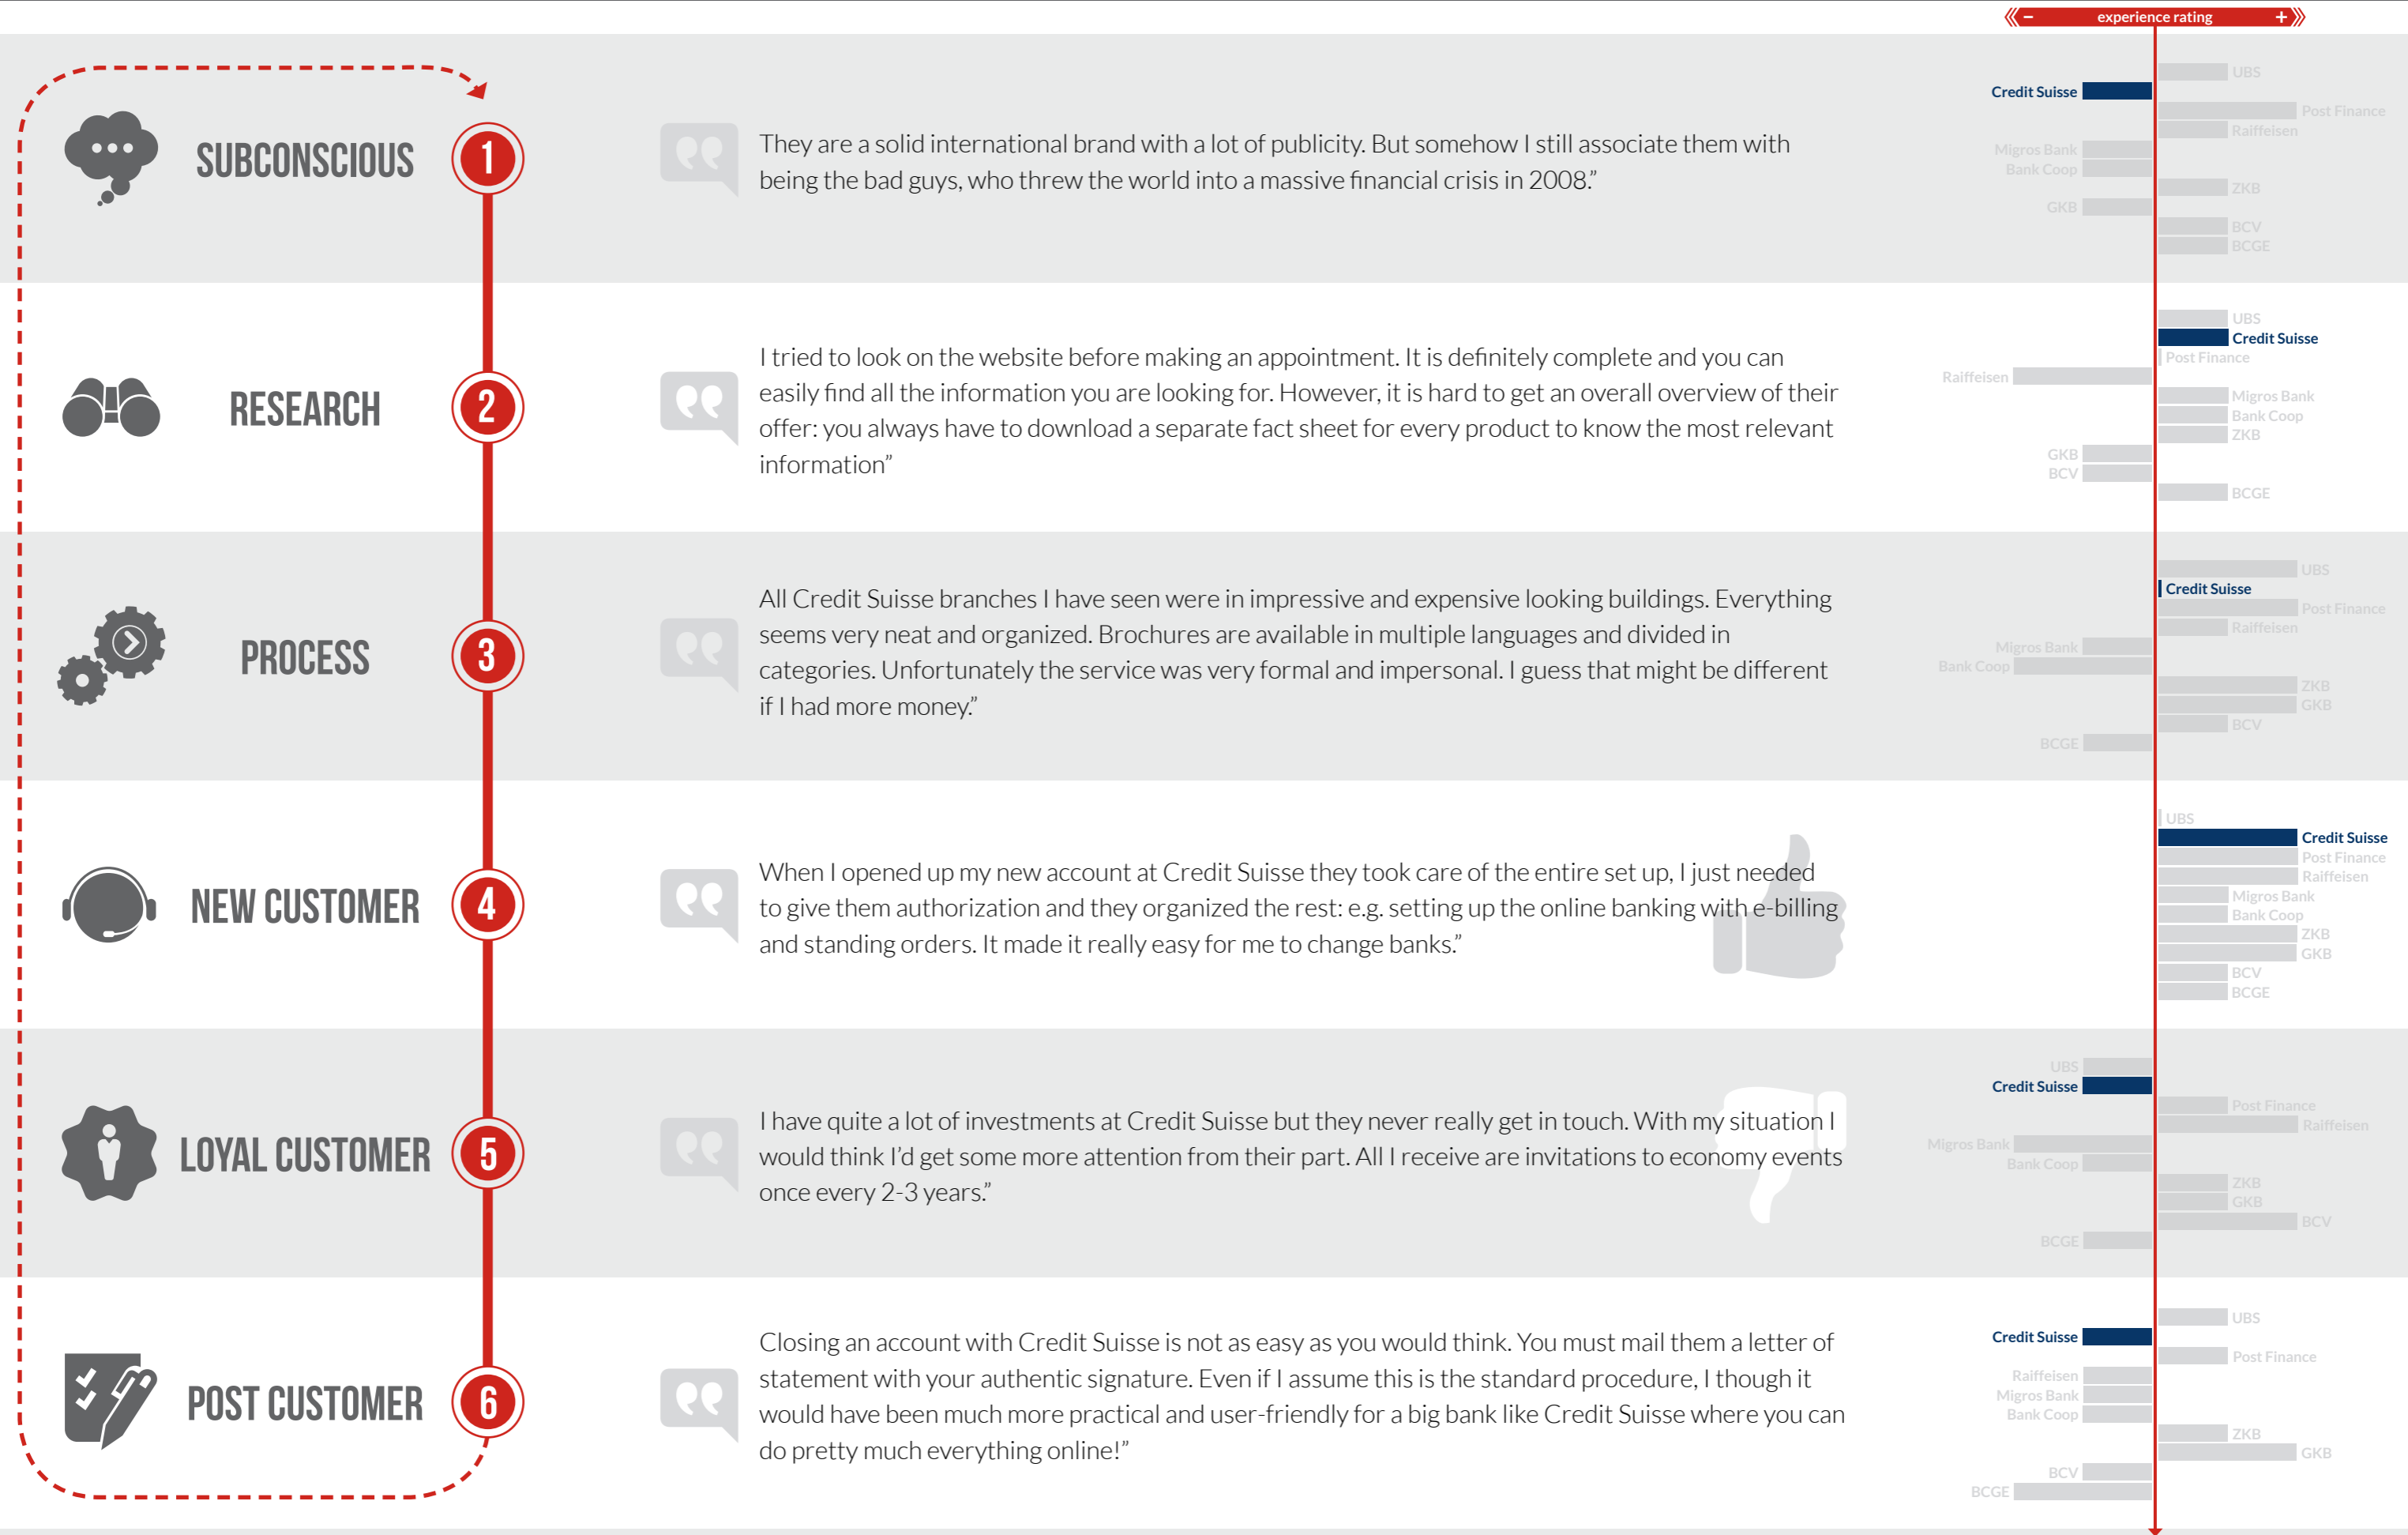 − experience rating +
SUBCONSCIOUS
1
They are a solid international brand with a lot of publicity. But somehow I still associate them with
being the bad guys, who threw the world into a massive financial crisis in 2008.”
UBS
Credit Suisse
Post Finance
Raiffeisen
Migros Bank
Bank Coop
ZKB
GKB
BCV
BCGE
RESEARCH
2
I tried to look on the website before making an appointment. It is definitely complete and you can
easily find all the information you are looking for. However, it is hard to get an overall overview of their
offer: you always have to download a separate fact sheet for every product to know the most relevant
information”
UBS
Credit Suisse
Post Finance
Raiffeisen
Migros Bank
Bank Coop
ZKB
GKB
BCV
BCGE
PROCESS
3
All Credit Suisse branches I have seen were in impressive and expensive looking buildings. Everything
seems very neat and organized. Brochures are available in multiple languages and divided in
categories. Unfortunately the service was very formal and impersonal. I guess that might be different
if I had more money.”
UBS
Credit Suisse
Post Finance
Raiffeisen
Migros Bank
Bank Coop
ZKB
GKB
BCV
BCGE
NEW CUSTOMER
4
When I opened up my new account at Credit Suisse they took care of the entire set up, I just needed
to give them authorization and they organized the rest: e.g. setting up the online banking with e-billing
and standing orders. It made it really easy for me to change banks.”
UBS
Credit Suisse
Post Finance
Raiffeisen
Migros Bank
Bank Coop
ZKB
GKB
BCV
BCGE
LOYAL CUSTOMER
5
I have quite a lot of investments at Credit Suisse but they never really get in touch. With my situation I
would think I’d get some more attention from their part. All I receive are invitations to economy events
once every 2-3 years.”
UBS
Credit Suisse
Post Finance
Raiffeisen
Migros Bank
Bank Coop
ZKB
GKB
BCV
BCGE
POST CUSTOMER
6
Closing an account with Credit Suisse is not as easy as you would think. You must mail them a letter of
statement with your authentic signature. Even if I assume this is the standard procedure, I though it
would have been much more practical and user-friendly for a big bank like Credit Suisse where you can
do pretty much everything online!”
UBS
Credit Suisse
Post Finance
Raiffeisen
Migros Bank
Bank Coop
ZKB
GKB
BCV
BCGE